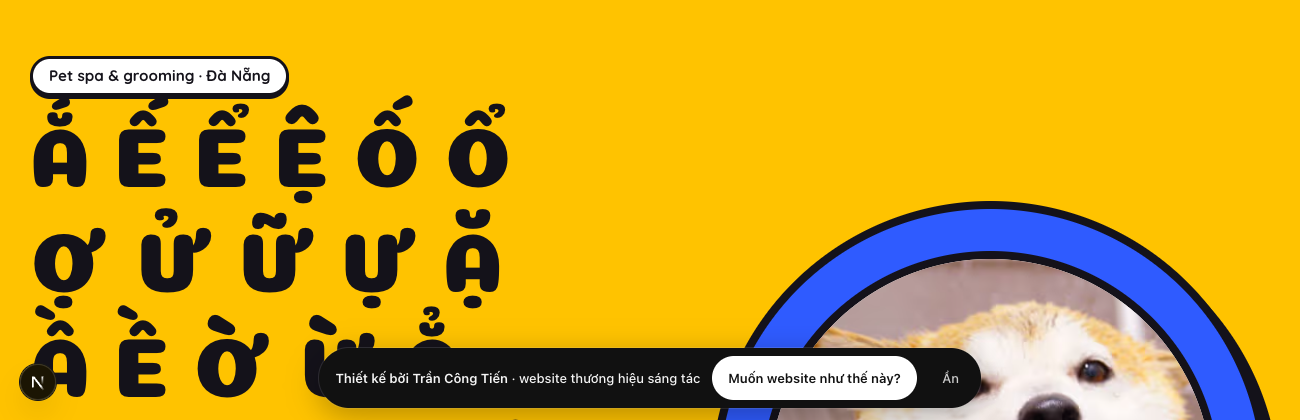 Pet spa & grooming · Đà Nẵng
Ế Ể Ệ Ố Ổ
Ợ Ử Ữ Ự Ặ
Ề Ờ
Thiết kế bởi Trần Công Tiến · website thương hiệu sáng tác
Muốn website như thế này?
Ẩn
N